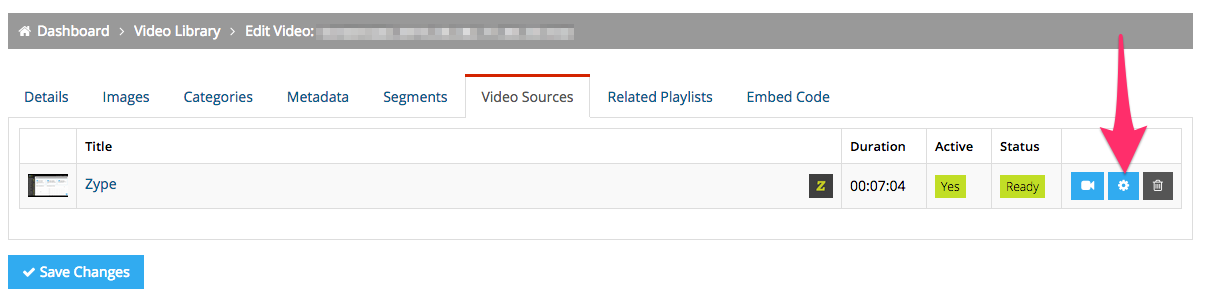 Dashboard > Video Library > Edit Video:
Details Images Categories Metadata Segments Video Sources Related Playlists Embed Code
Title Duration Active Status
Zype Z 00:07:04 Yes Ready
Save Changes